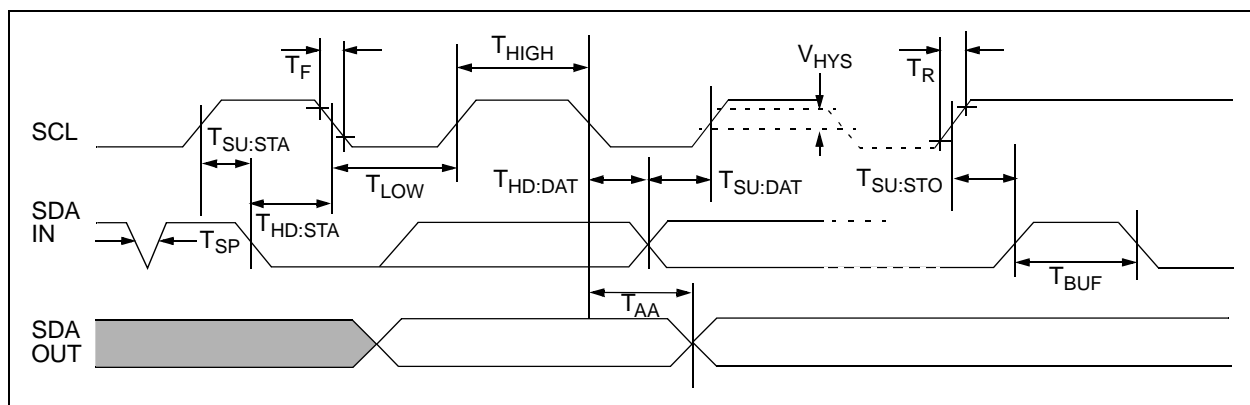 T_F
T_HIGH
V_HYS
T_R
SCL
T_SU:STA
T_LOW
T_HD:DAT
T_SU:DAT
T_SU:STO
SDA
IN
T_SP
T_HD:STA
T_BUF
T_AA
SDA
OUT